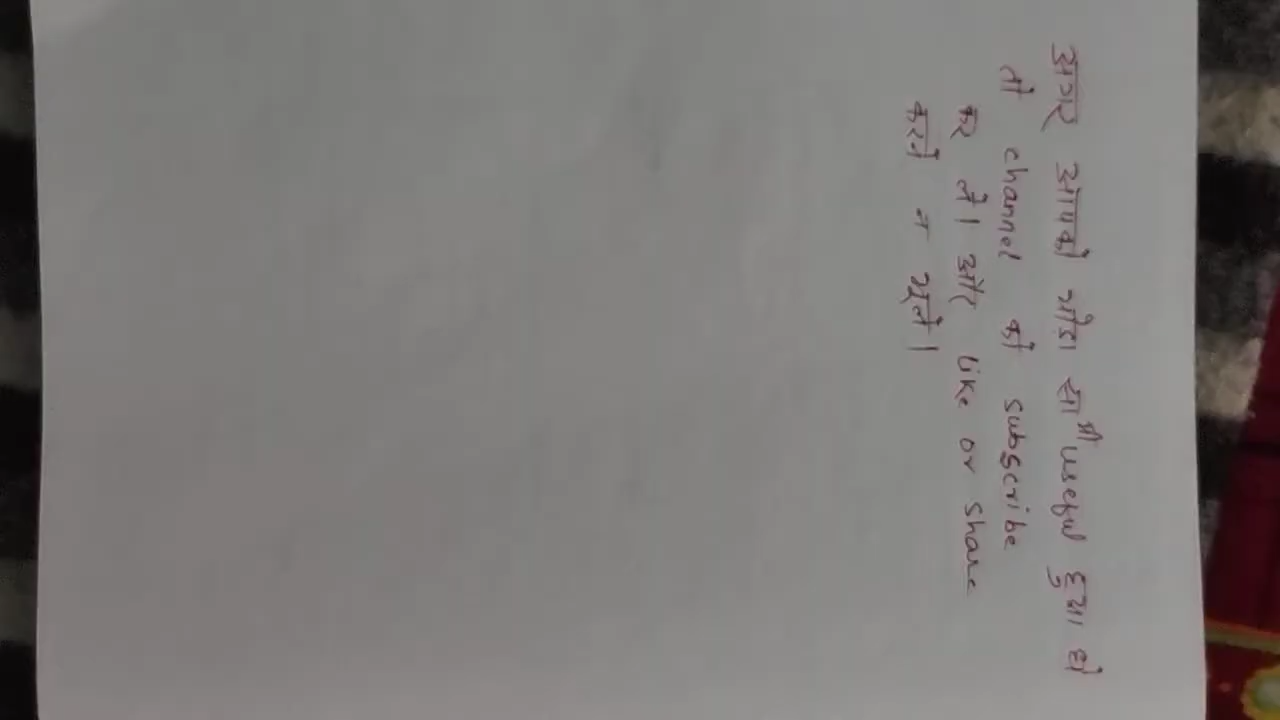 अगर आपको थोडा सा भी useful हुआ हो
तो channel को subscribe
कर लें। और like or share
करने न भूले।